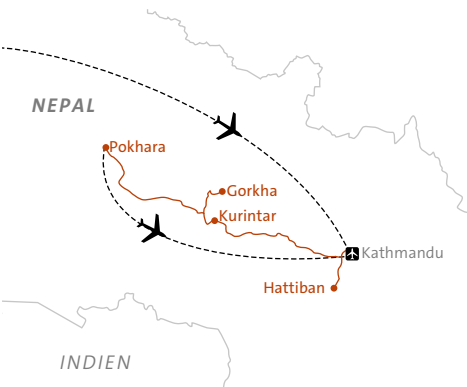 NEPAL
Pokhara
Gorkha
Kurintar
Kathmandu
Hattiban
INDIEN